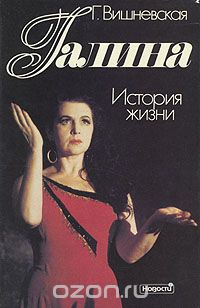 Г. Вишневская
Галина
История
жизни
Новости
ozon.ru